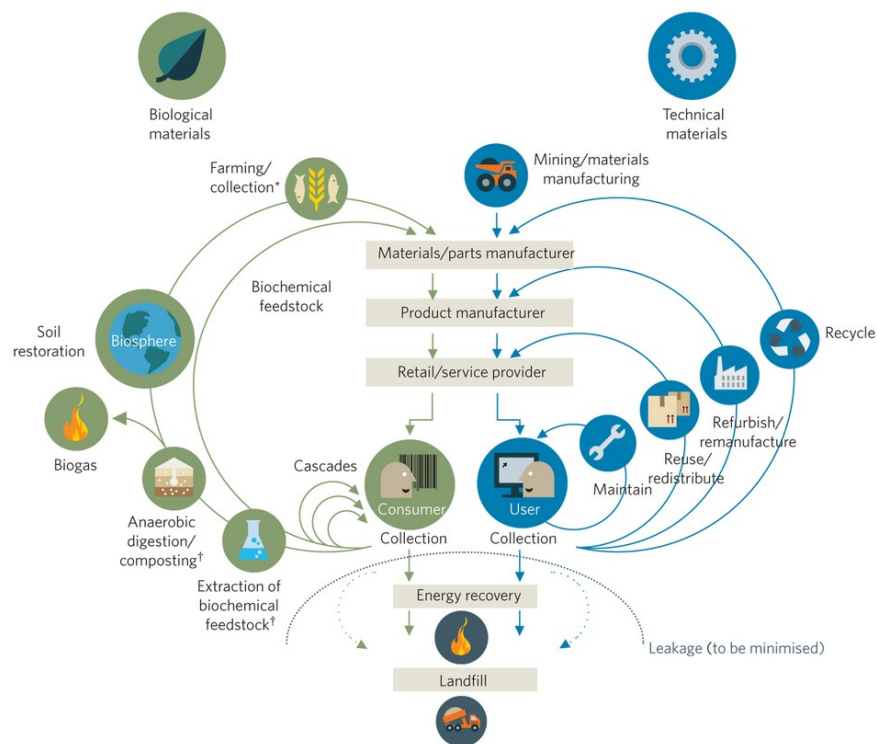 Biological
materials
Technical
materials
Farming/
collection*
Mining/materials
manufacturing
Materials/parts manufacturer
Biochemical
feedstock
Product manufacturer
Soil
restoration
Biosphere
Recycle
Retail/service provider
Refurbish/
remanufacture
Biogas
Reuse/
redistribute
Cascades
Maintain
Consumer
User
Anaerobic
digestion/
composting†
Collection
Collection
Extraction of
biochemical
feedstock†
Energy recovery
Leakage (to be minimised)
Landfill